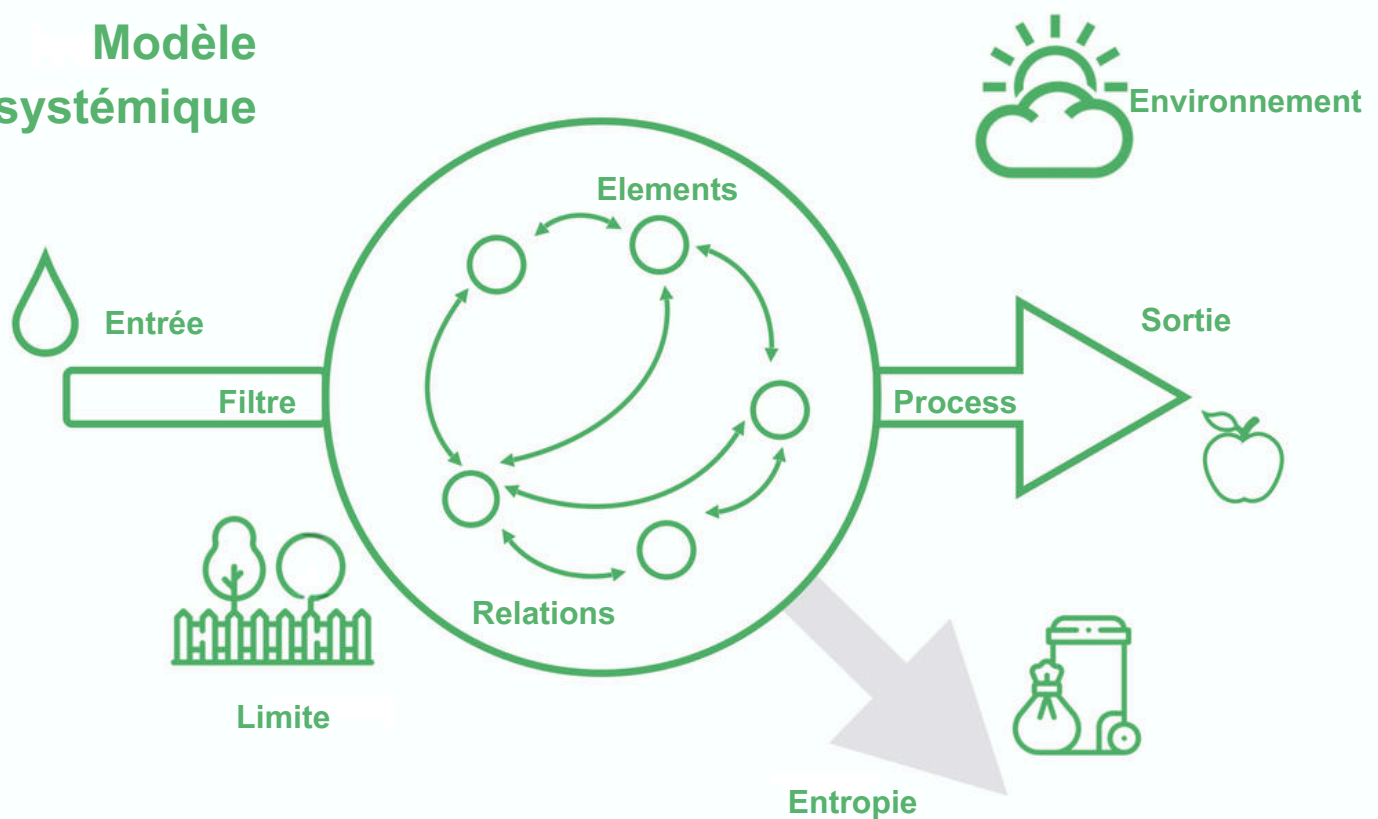 Modèle
systémique
Environnement
Elements
Entrée
Sortie
Filtre
Process
Relations
Limite
Entropie